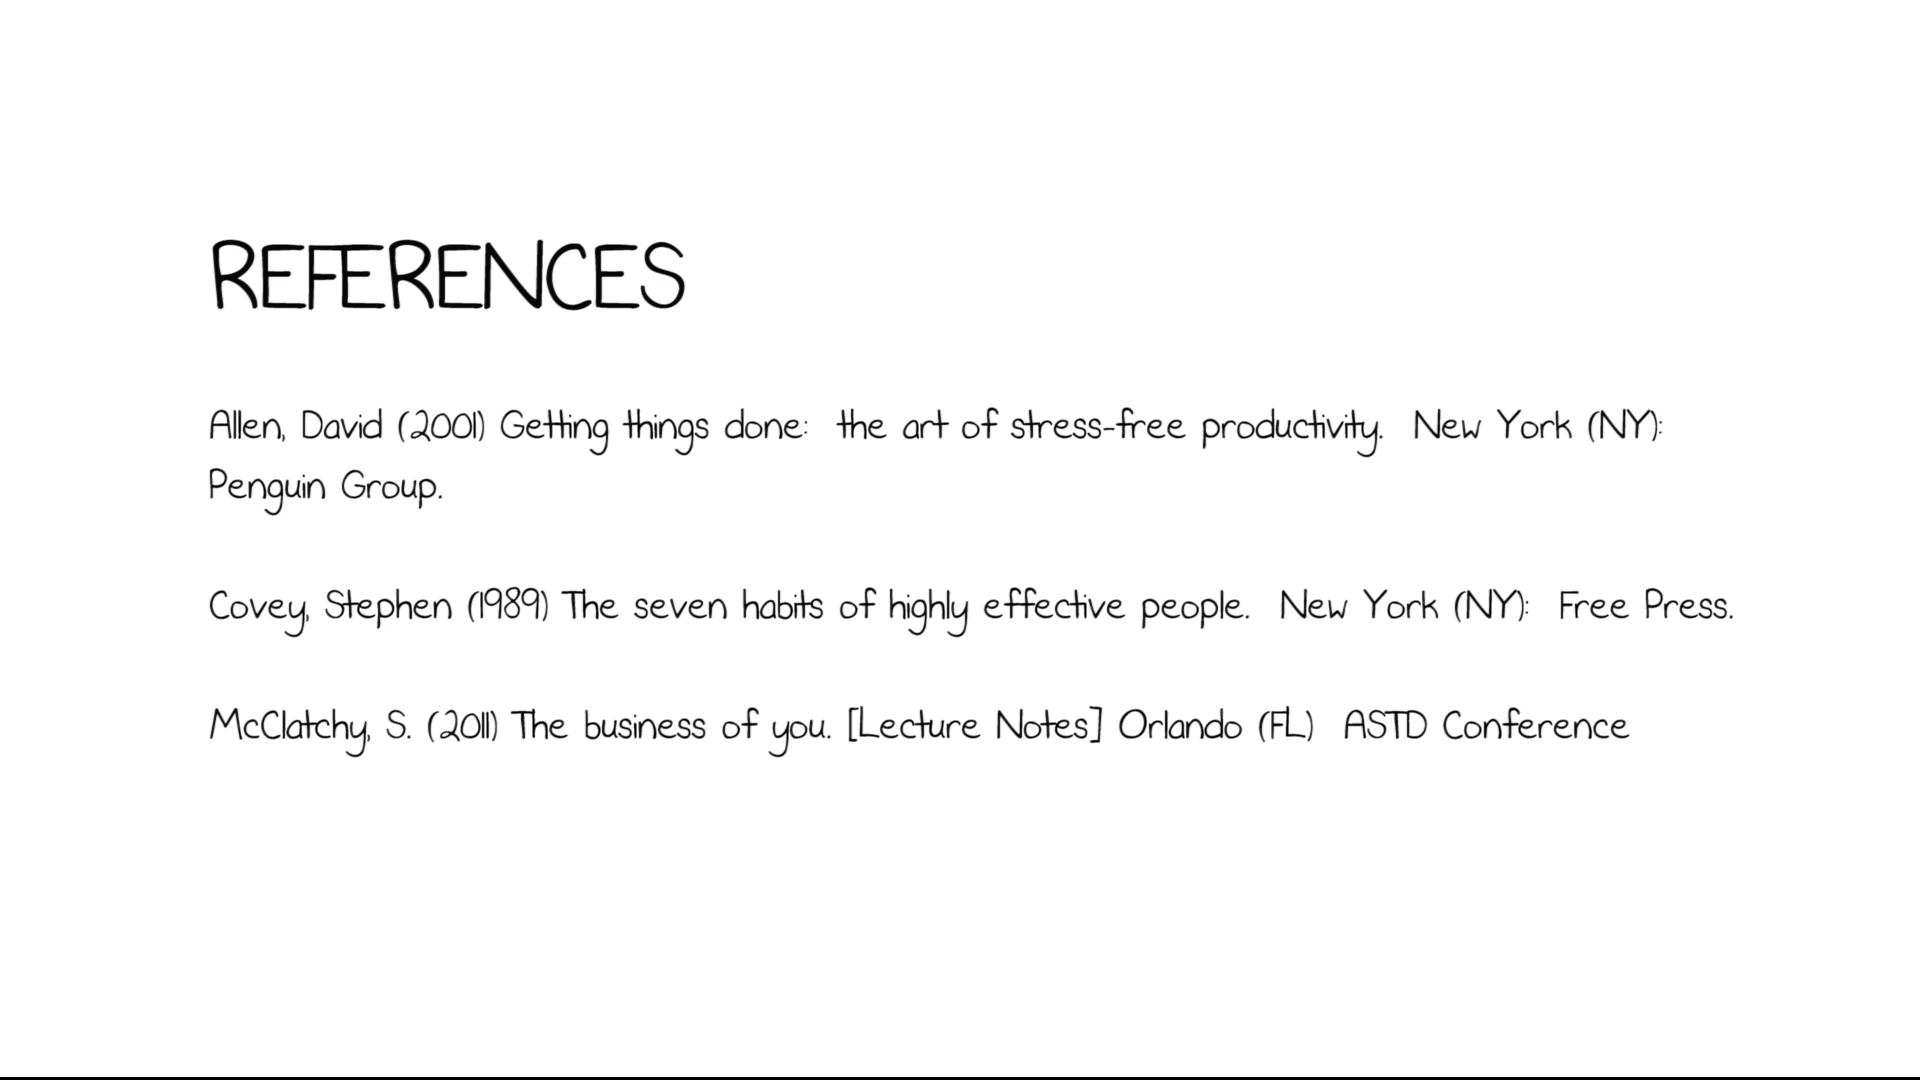 REFERENCES
Allen, David (2001) Getting things done:  the art of stress-free productivity.  New York (NY):
Penguin Group.
Covey, Stephen (1989) The seven habits of highly effective people.  New York (NY):  Free Press.
McClatchy, S. (2011) The business of you. [Lecture Notes] Orlando (FL)  ASTD Conference